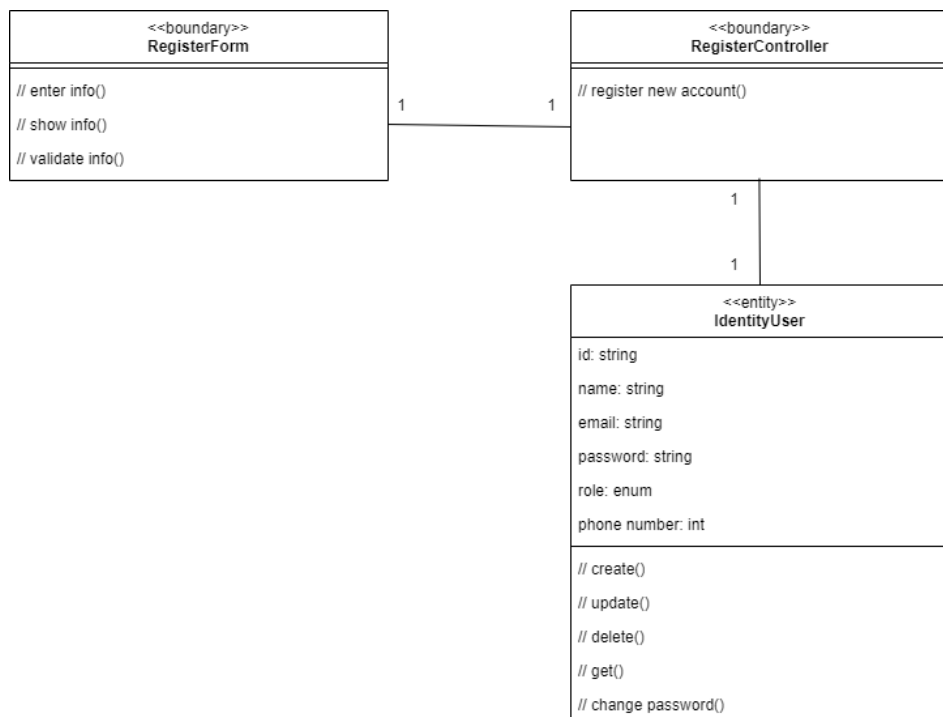 <<boundary>>
RegisterForm
// enter info()
// show info()
// validate info()
1
1
<<boundary>>
RegisterController
// register new account()
1
1
<<entity>>
IdentityUser
id: string
name: string
email: string
password: string
role: enum
phone number: int
// create()
// update()
// delete()
// get()
// change password()